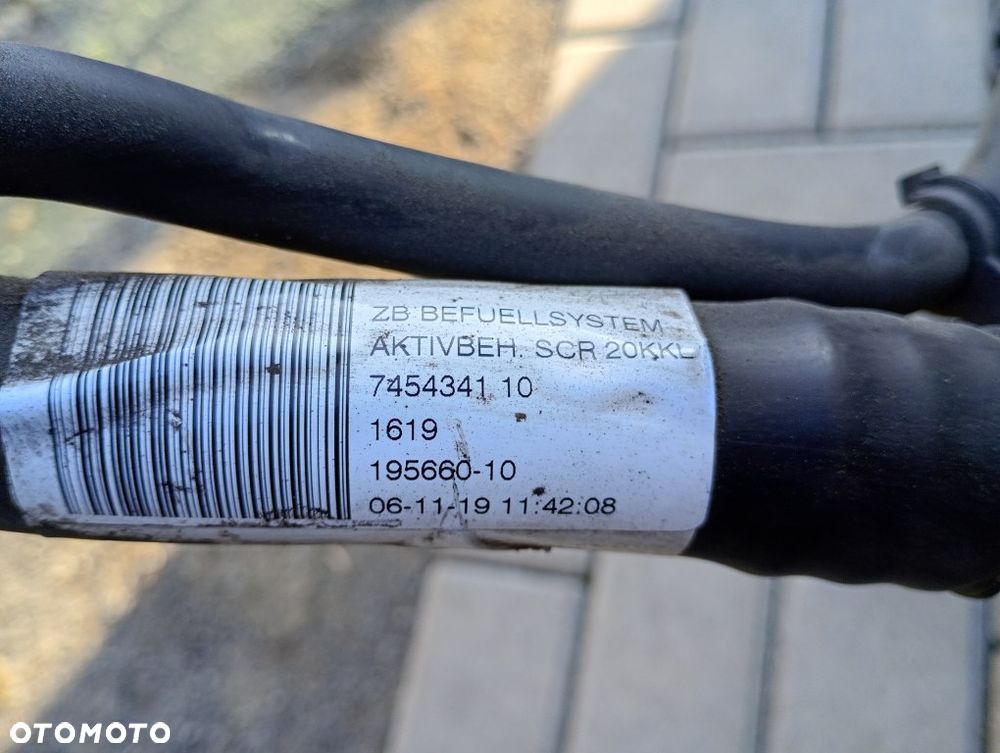 ZB BEFUELLSYSTEM
AKTIVBEH. SCR 20KKL
7454341 10
1619
195660-10
06-11-19 11:42:08
OTOMOTO